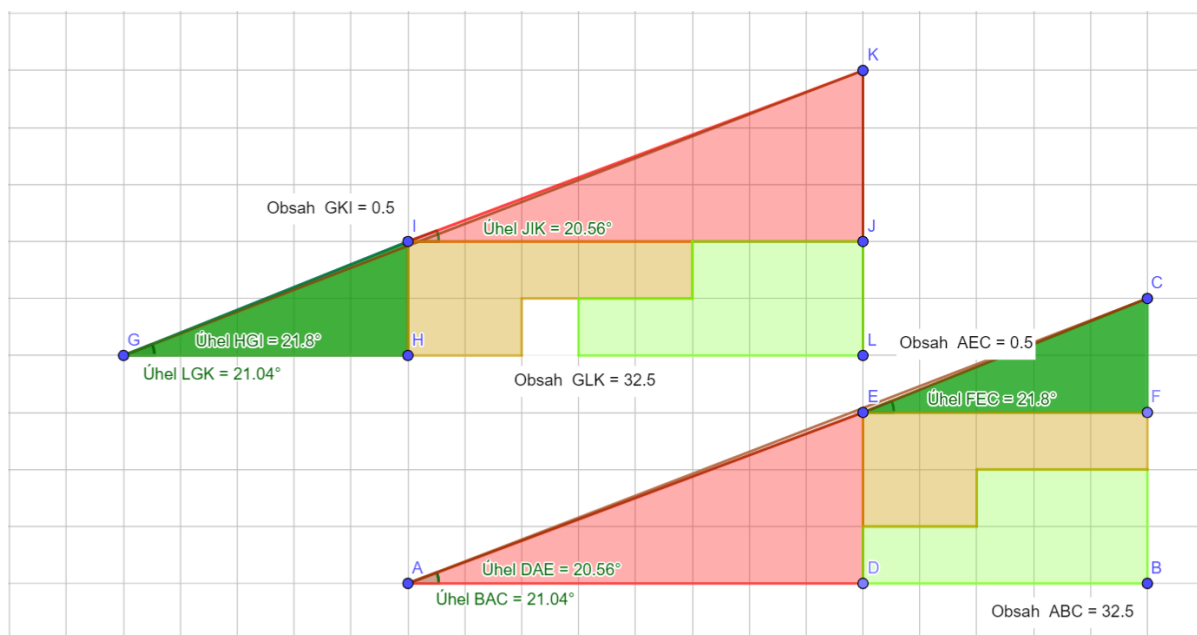 K
Obsah GKI = 0.5
I
Úhel JIK = 20.56°
J
C
G
Úhel HGI = 21.8°
H
L
Obsah AEC = 0.5
Úhel LGK = 21.04°
Obsah GLK = 32.5
E
Úhel FEC = 21.8°
F
A
Úhel DAE = 20.56°
D
B
Úhel BAC = 21.04°
Obsah ABC = 32.5